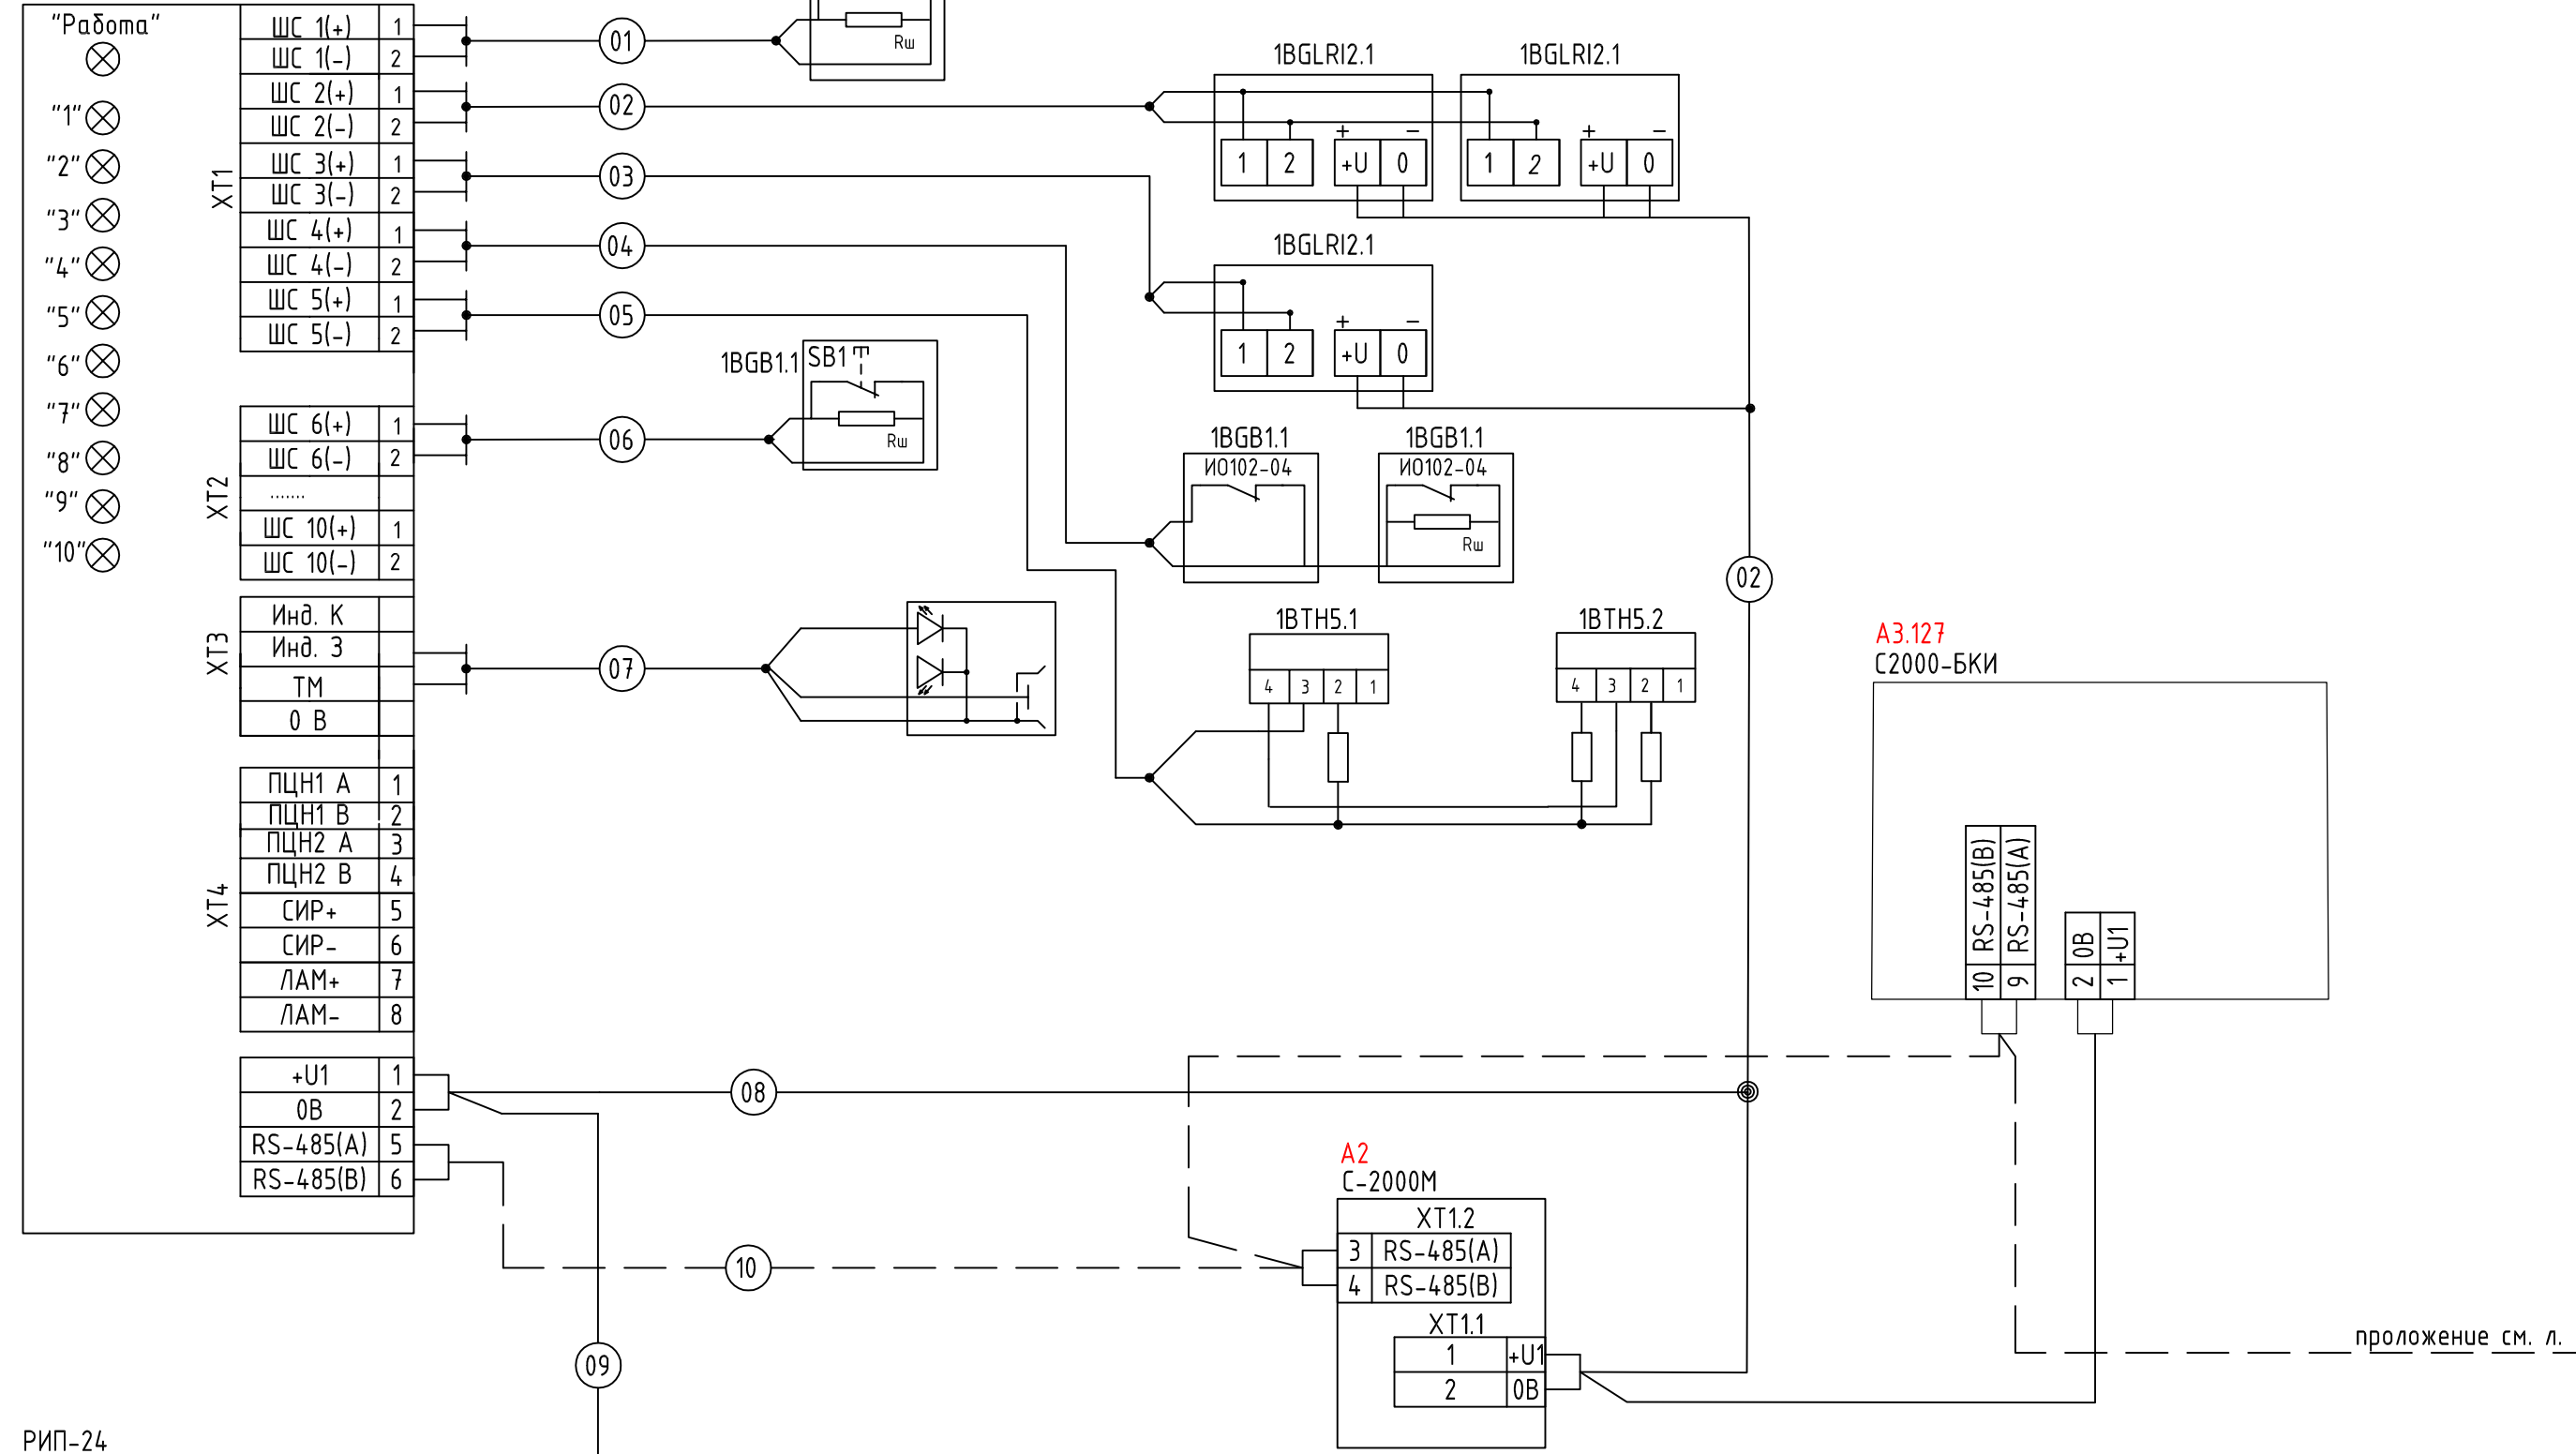 "Работа"
"1"
"2"
"3"
"4"
"5"
"6"
"7"
"8"
"9"
"10"
XT1
ШС 1(+) 1
ШС 1(-) 2
ШС 2(+) 1
ШС 2(-) 2
ШС 3(+) 1
ШС 3(-) 2
ШС 4(+) 1
ШС 4(-) 2
ШС 5(+) 1
ШС 5(-) 2
XT2
ШС 6(+) 1
ШС 6(-) 2
.......
ШС 10(+) 1
ШС 10(-) 2
XT3
Инд. К
Инд. З
ТМ
0 В
XT4
ПЦН1 А 1
ПЦН1 В 2
ПЦН2 А 3
ПЦН2 В 4
СИР+ 5
СИР- 6
ЛАМ+ 7
ЛАМ- 8
+U1 1
0В 2
RS-485(A) 5
RS-485(B) 6
РИП-24
01
02
03
04
05
06
07
08
09
10
Rш
1BGLRI2.1
1 2 +U 0
+ -
1BGLRI2.1
1 2 +U 0
+ -
1BGLRI2.1
1 2 +U 0
+ -
1BGB1.1
SB1
Rш
1BGB1.1
ИО102-04
1BGB1.1
ИО102-04
Rш
1BTH5.1
4 3 2 1
1BTH5.2
4 3 2 1
02
А3.127
С2000-БКИ
10 RS-485(B)
9 RS-485(A)
2 0В
1 +U1
А2
С-2000М
XT1.2
3 RS-485(A)
4 RS-485(B)
XT1.1
1 +U1
2 0В
проложение см. л.